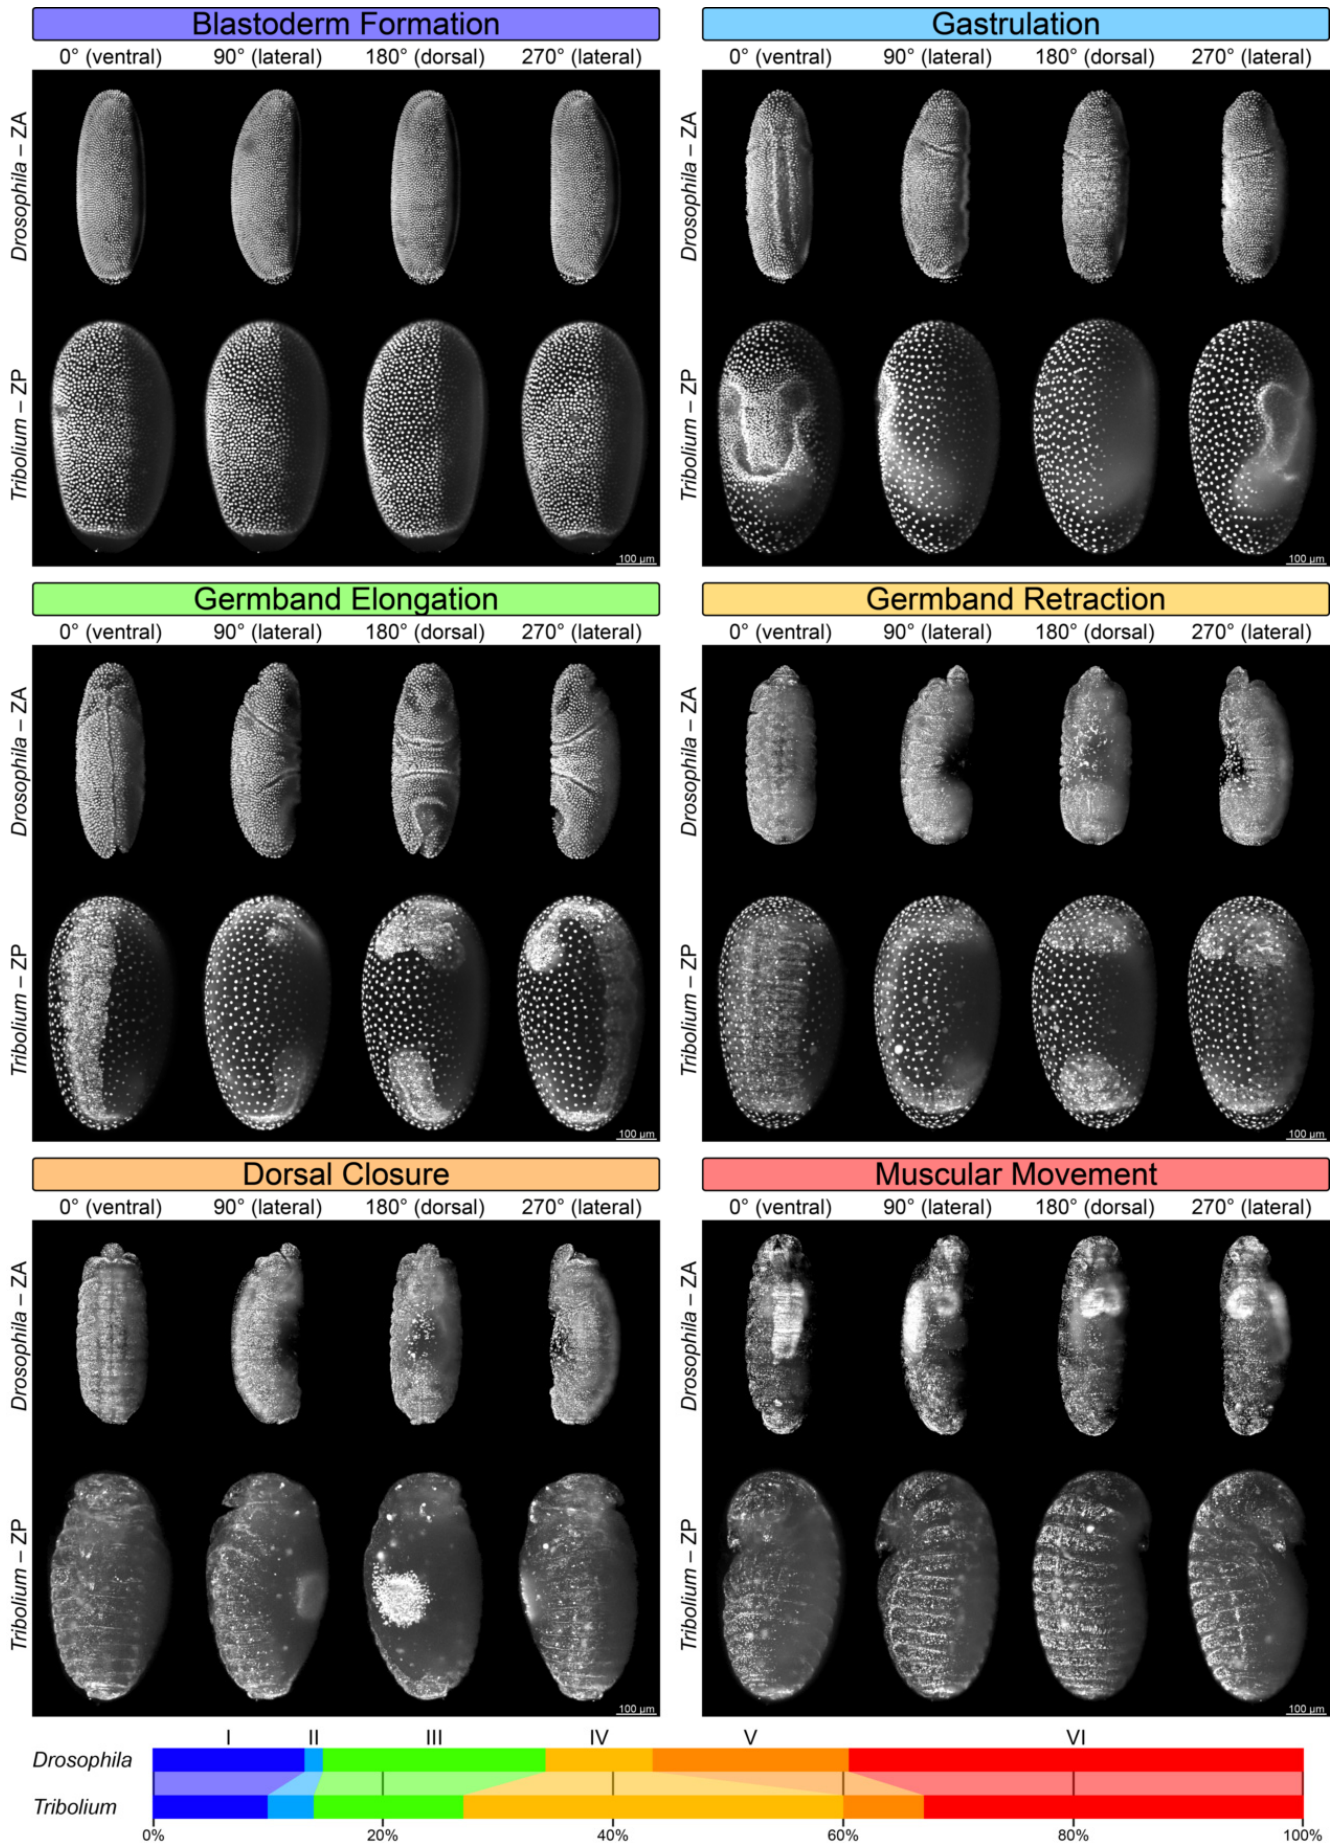 Blastoderm Formation
0° (ventral) 90° (lateral) 180° (dorsal) 270° (lateral)
Drosophila – ZA
Tribolium – ZP
100 µm
Gastrulation
0° (ventral) 90° (lateral) 180° (dorsal) 270° (lateral)
Drosophila – ZA
Tribolium – ZP
100 µm
Germband Elongation
0° (ventral) 90° (lateral) 180° (dorsal) 270° (lateral)
Drosophila – ZA
Tribolium – ZP
100 µm
Germband Retraction
0° (ventral) 90° (lateral) 180° (dorsal) 270° (lateral)
Drosophila – ZA
Tribolium – ZP
100 µm
Dorsal Closure
0° (ventral) 90° (lateral) 180° (dorsal) 270° (lateral)
Drosophila – ZA
Tribolium – ZP
100 µm
Muscular Movement
0° (ventral) 90° (lateral) 180° (dorsal) 270° (lateral)
Drosophila – ZA
Tribolium – ZP
100 µm
I II III IV V VI
Drosophila
Tribolium
0% 20% 40% 60% 80% 100%